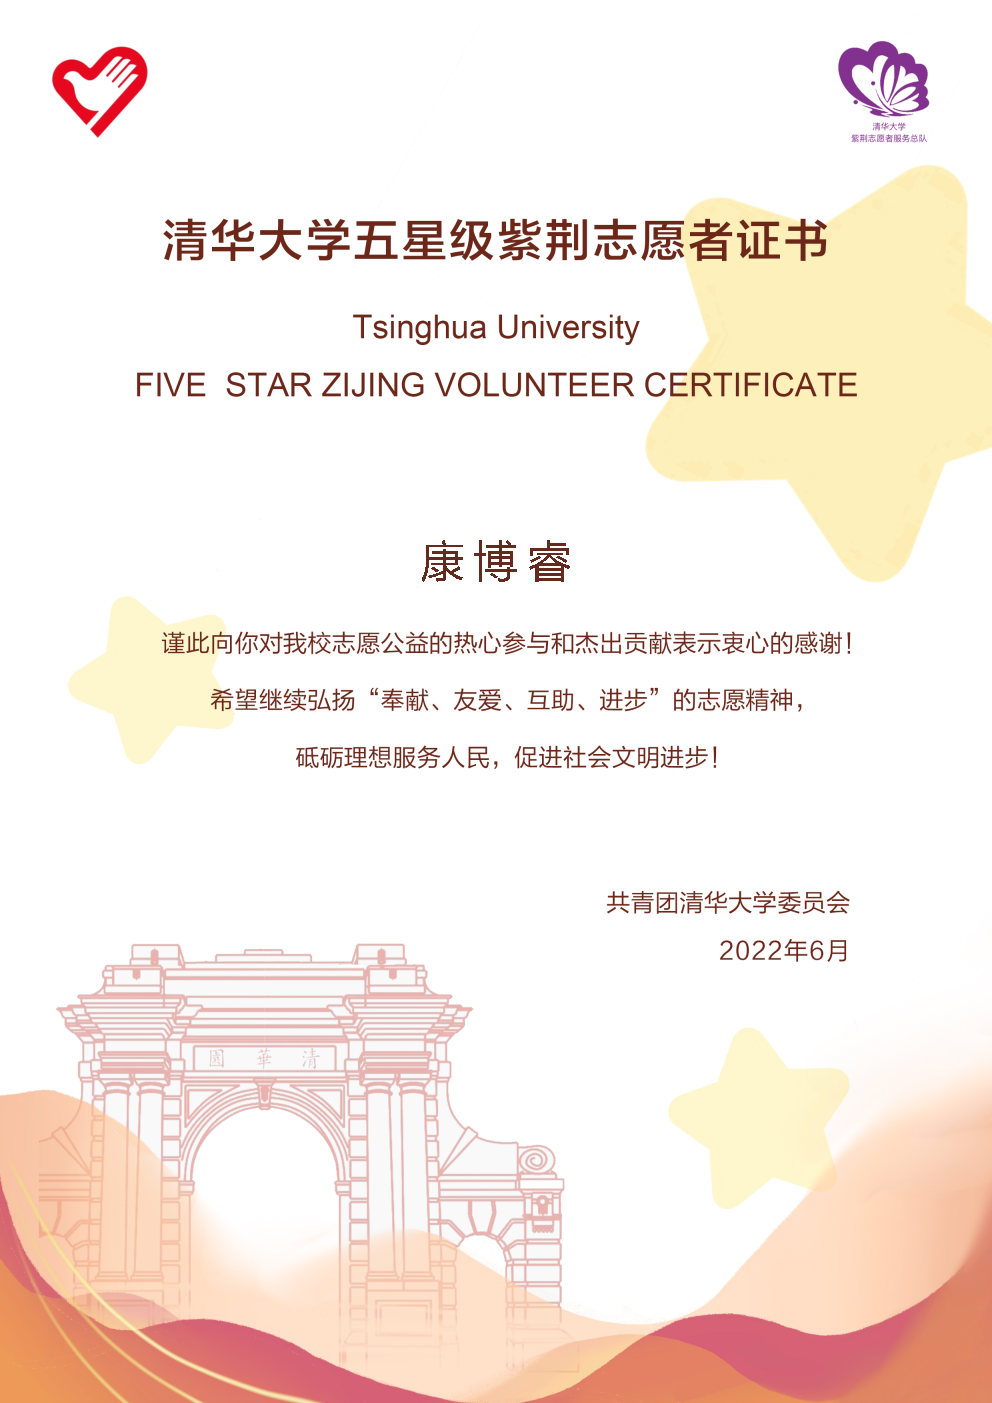 清华大学
紫荆志愿者服务总队
清华大学五星级紫荆志愿者证书
Tsinghua University
FIVE  STAR ZIJING VOLUNTEER CERTIFICATE
康博睿
谨此向你对我校志愿公益的热心参与和杰出贡献表示衷心的感谢！
希望继续弘扬“奉献、友爱、互助、进步”的志愿精神，
砥砺理想服务人民，促进社会文明进步！
共青团清华大学委员会
2022年6月
園華清